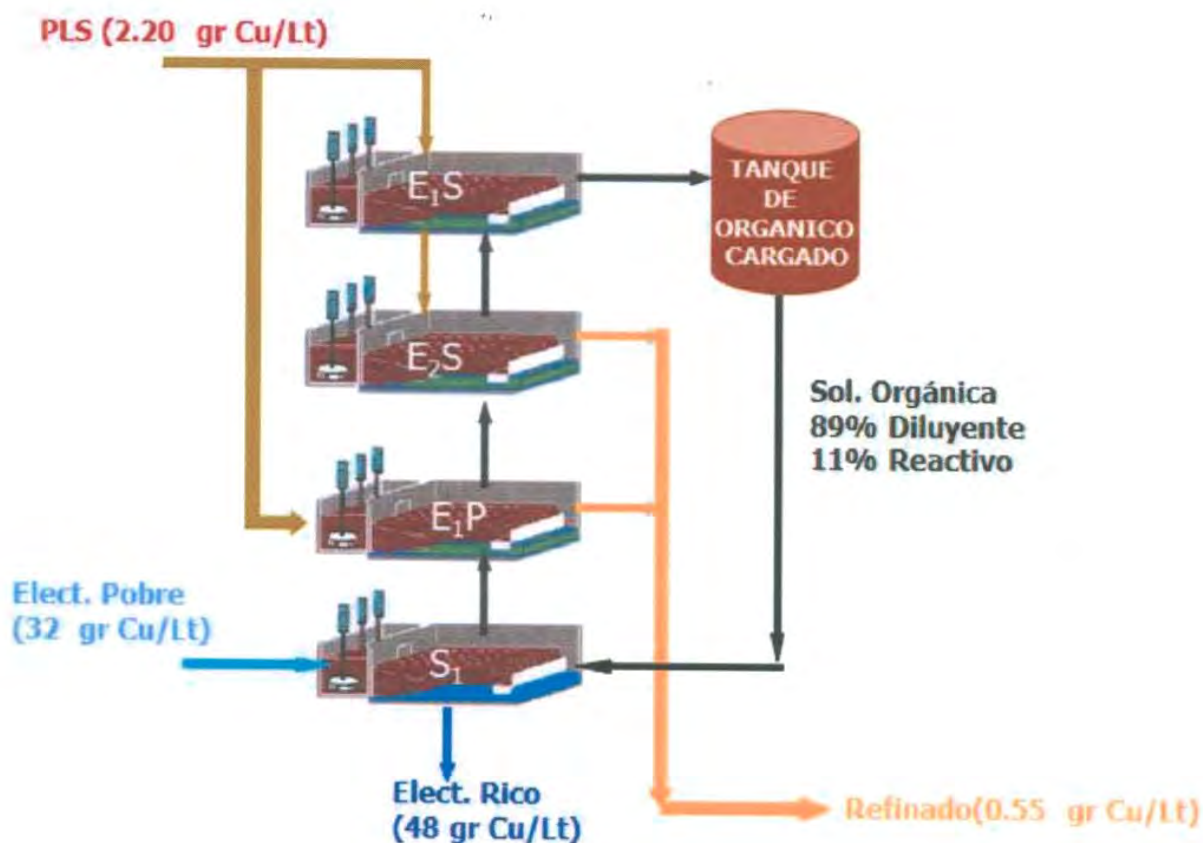 PLS (2.20 gr Cu/Lt)
E₁S
TANQUE
DE
ORGANICO
CARGADO
E₂S
Sol. Orgánica
89% Diluyente
11% Reactivo
E₁P
Elect. Pobre
(32 gr Cu/Lt)
S₁
Elect. Rico
(48 gr Cu/Lt)
Refinado(0.55 gr Cu/Lt)